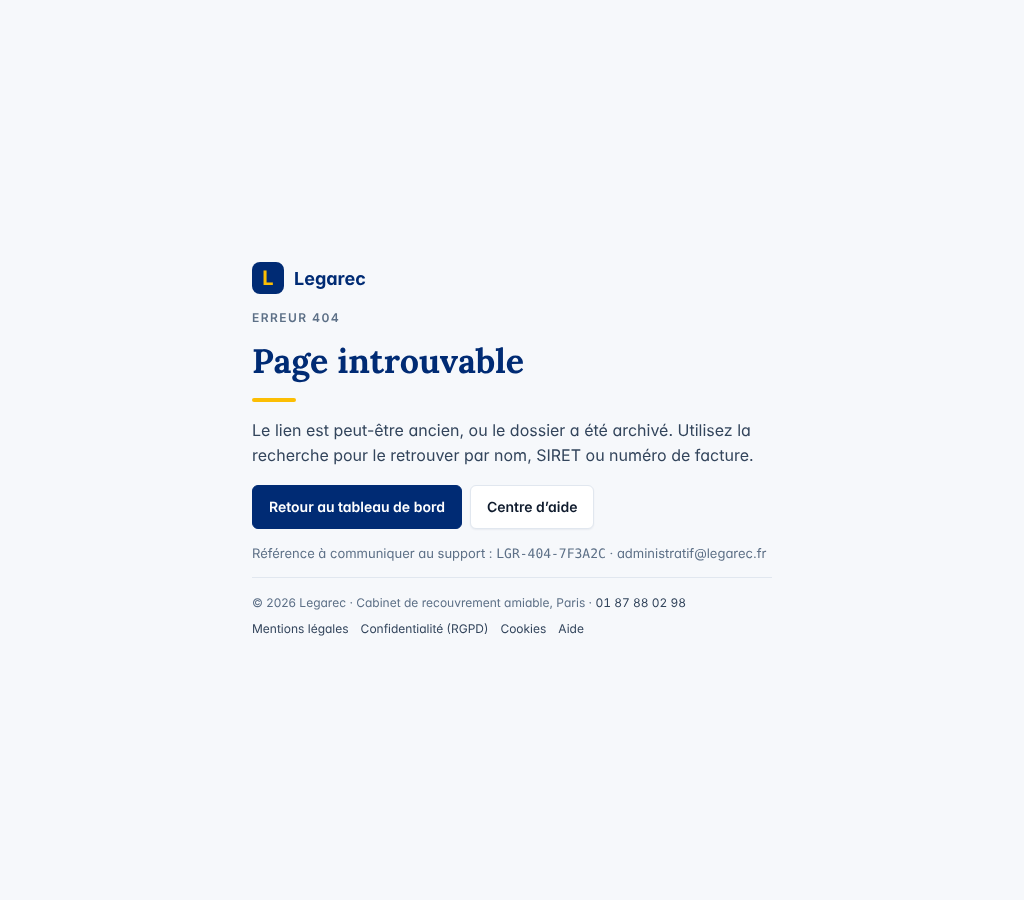 L Legarec
ERREUR 404
Page introuvable
Le lien est peut-être ancien, ou le dossier a été archivé. Utilisez la
recherche pour le retrouver par nom, SIRET ou numéro de facture.
Retour au tableau de bord Centre d’aide
Référence à communiquer au support : LGR-404-7F3A2C · administratif@legarec.fr
© 2026 Legarec · Cabinet de recouvrement amiable, Paris · 01 87 88 02 98
Mentions légales Confidentialité (RGPD) Cookies Aide